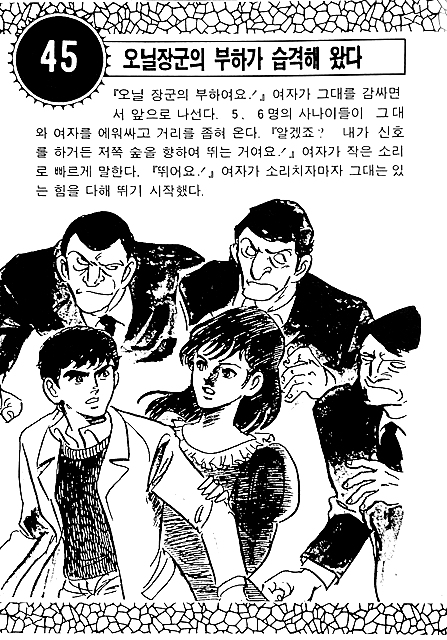 45
오닐장군의 부하가 습격해 왔다
『오닐 장군의 부하여요.!』 여자가 그대를 감싸면
서 앞으로 나선다. 5, 6명의 사나이들이 그대
와 여자를 에워싸고 거리를 좁혀 온다. 『알겠죠? 내가 신호
를 하거든 저쪽 숲을 향하여 뛰는 거여요.!』 여자가 작은 소리
로 빠르게 말한다. 『뛰어요.!』 여자가 소리치자마자 그대는 있
는 힘을 다해 뛰기 시작했다.